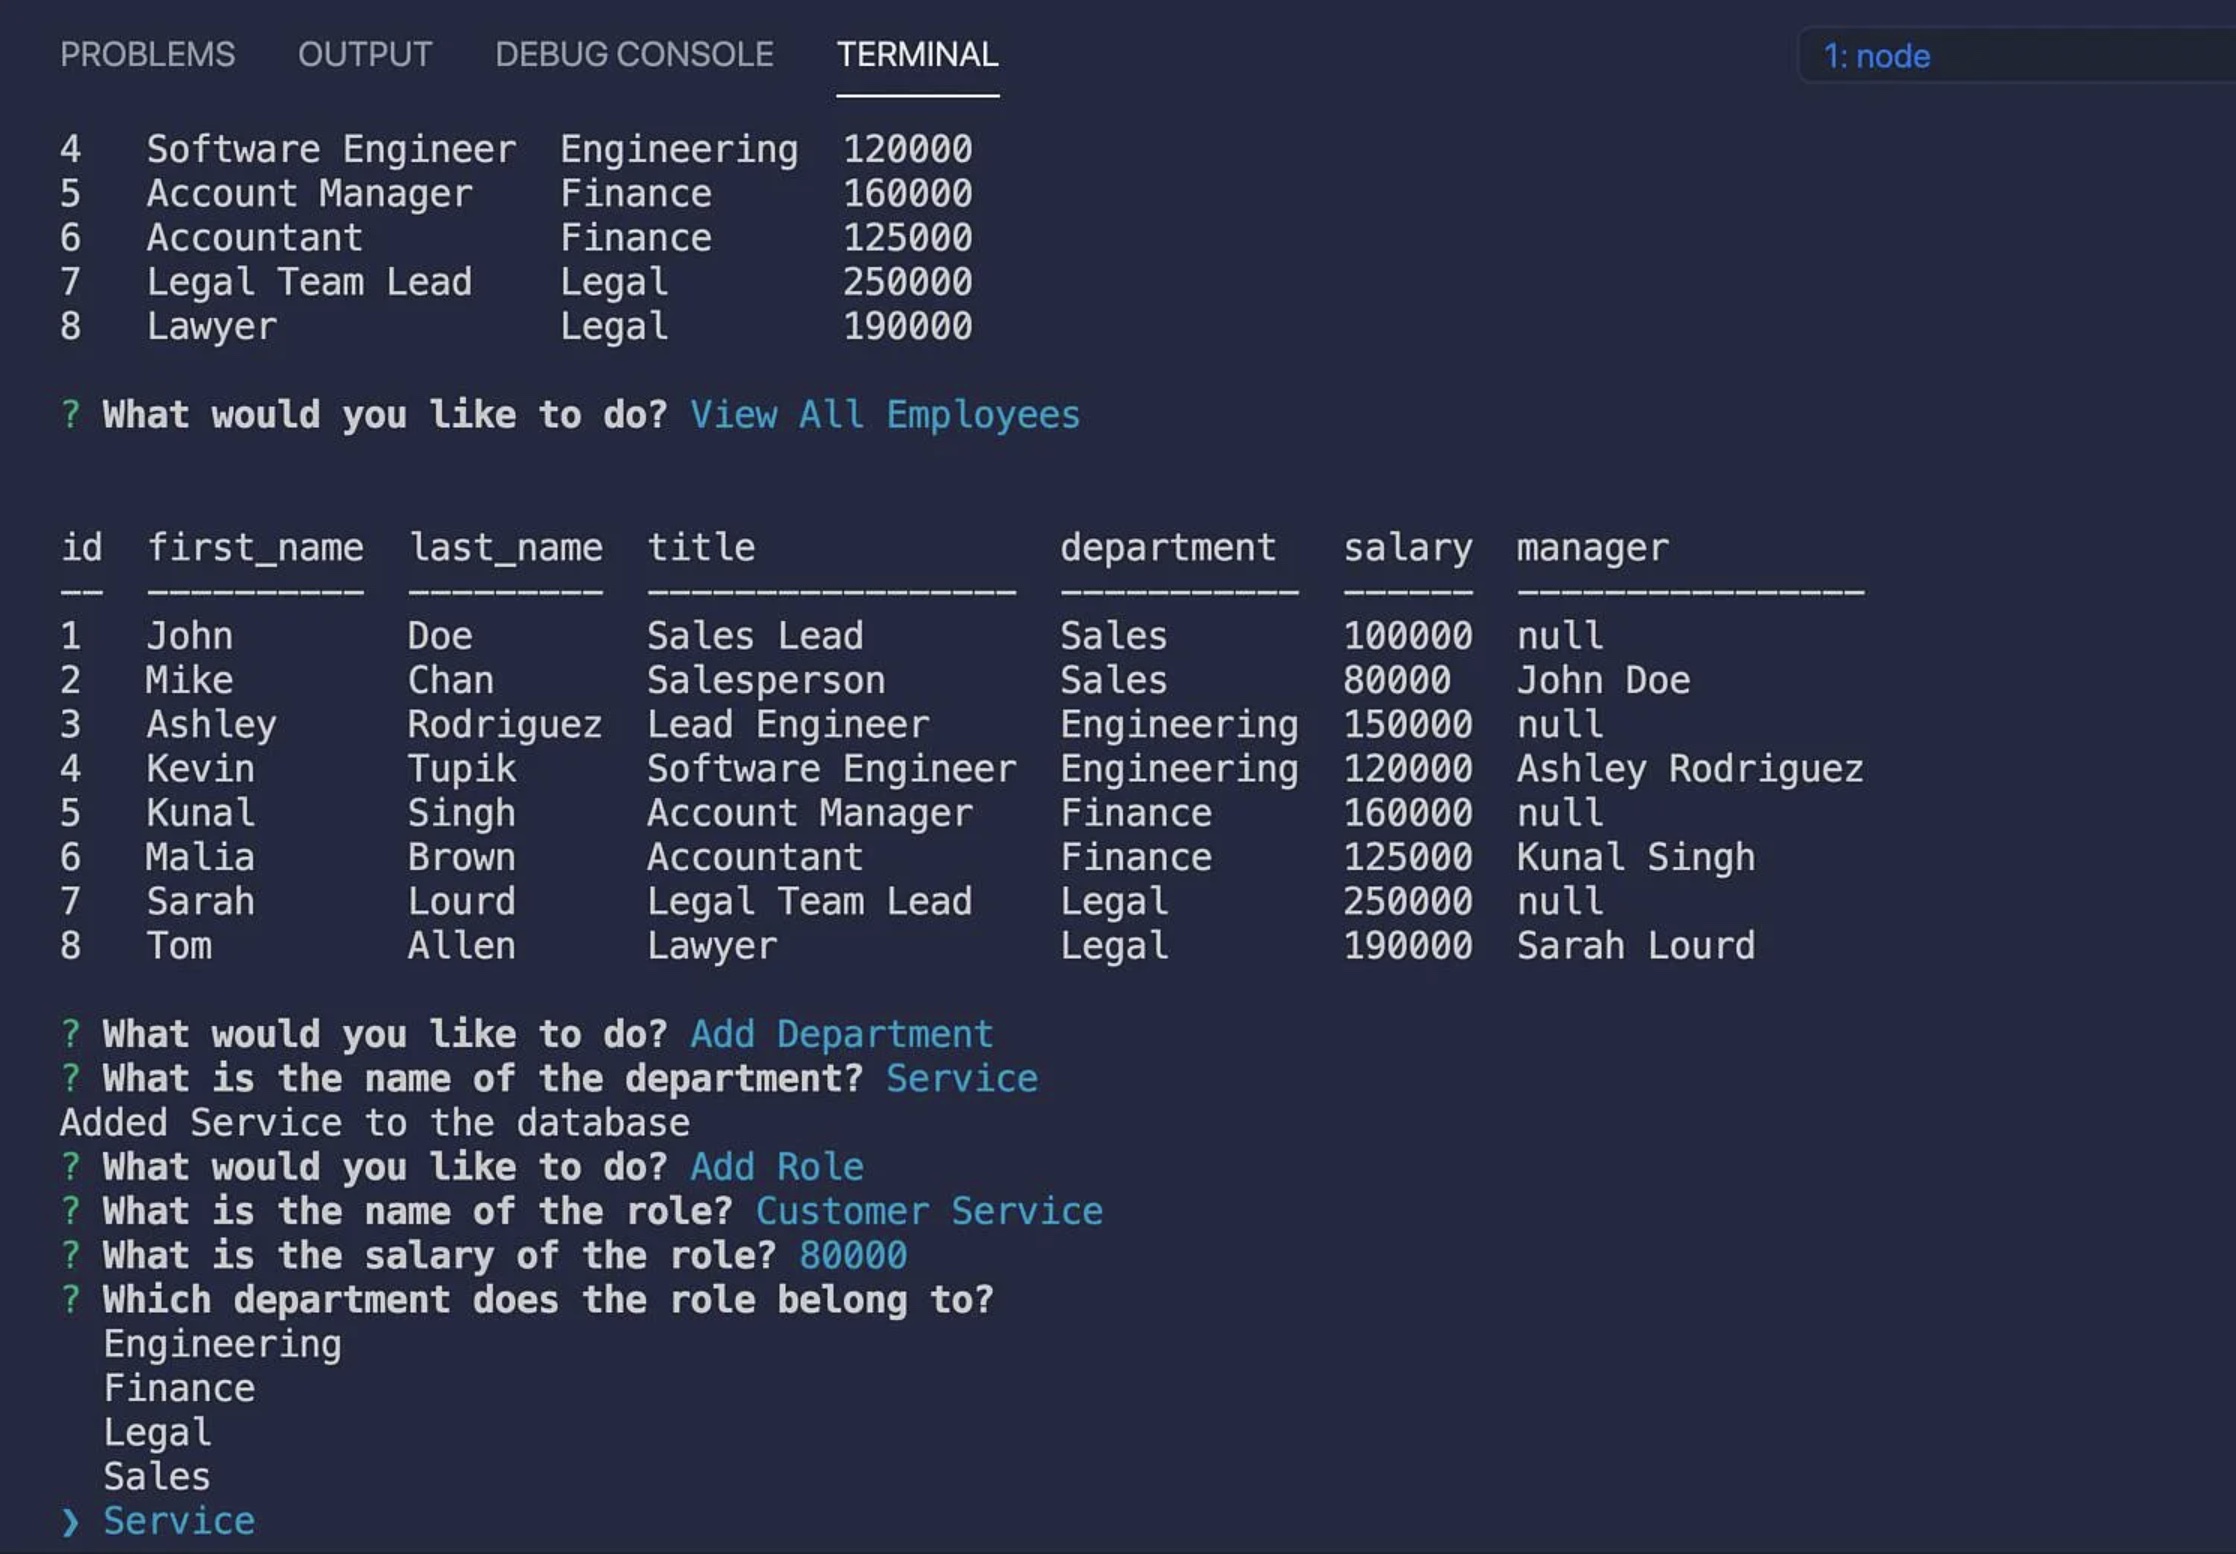 PROBLEMS OUTPUT DEBUG CONSOLE TERMINAL 1: node
4 Software Engineer Engineering 120000
5 Account Manager Finance 160000
6 Accountant Finance 125000
7 Legal Team Lead Legal 250000
8 Lawyer Legal 190000
? What would you like to do? View All Employees
id first_name last_name title department salary manager
-- ---------- --------- ----------------- ----------- ------ ----------------
1 John Doe Sales Lead Sales 100000 null
2 Mike Chan Salesperson Sales 80000 John Doe
3 Ashley Rodriguez Lead Engineer Engineering 150000 null
4 Kevin Tupik Software Engineer Engineering 120000 Ashley Rodriguez
5 Kunal Singh Account Manager Finance 160000 null
6 Malia Brown Accountant Finance 125000 Kunal Singh
7 Sarah Lourd Legal Team Lead Legal 250000 null
8 Tom Allen Lawyer Legal 190000 Sarah Lourd
? What would you like to do? Add Department
? What is the name of the department? Service
Added Service to the database
? What would you like to do? Add Role
? What is the name of the role? Customer Service
? What is the salary of the role? 80000
? Which department does the role belong to?
Engineering
Finance
Legal
Sales
❯ Service